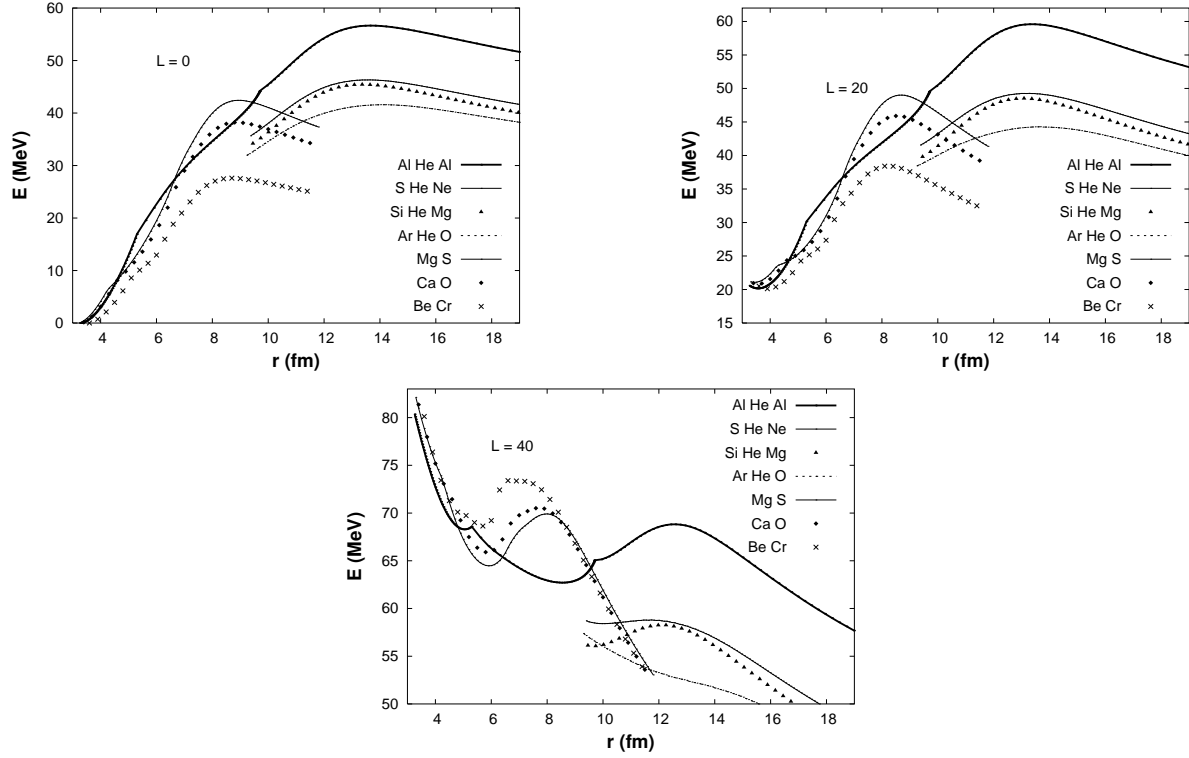 60
50
40
30
20
10
0
E (MeV)
4 6 8 10 12 14 16 18
r (fm)
L = 0
Al He Al
S He Ne
Si He Mg
Ar He O
Mg S
Ca O
Be Cr
60
55
50
45
40
35
30
25
20
15
E (MeV)
4 6 8 10 12 14 16 18
r (fm)
L = 20
Al He Al
S He Ne
Si He Mg
Ar He O
Mg S
Ca O
Be Cr
80
75
70
65
60
55
50
E (MeV)
4 6 8 10 12 14 16 18
r (fm)
L = 40
Al He Al
S He Ne
Si He Mg
Ar He O
Mg S
Ca O
Be Cr